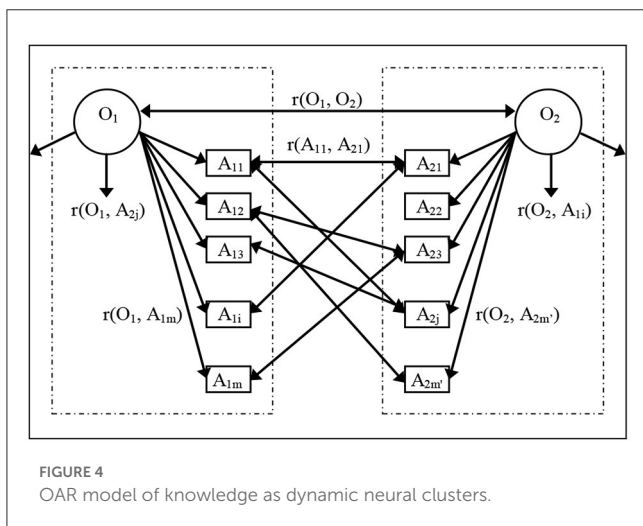 O1 r(O1, O2) O2
r(A11, A21)
A11 A21
A12 A22
r(O1, A2j) r(O2, A1i)
A13 A23
r(O1, A1m) A1i A2j r(O2, A2m')
A1m A2m'
FIGURE 4
OAR model of knowledge as dynamic neural clusters.